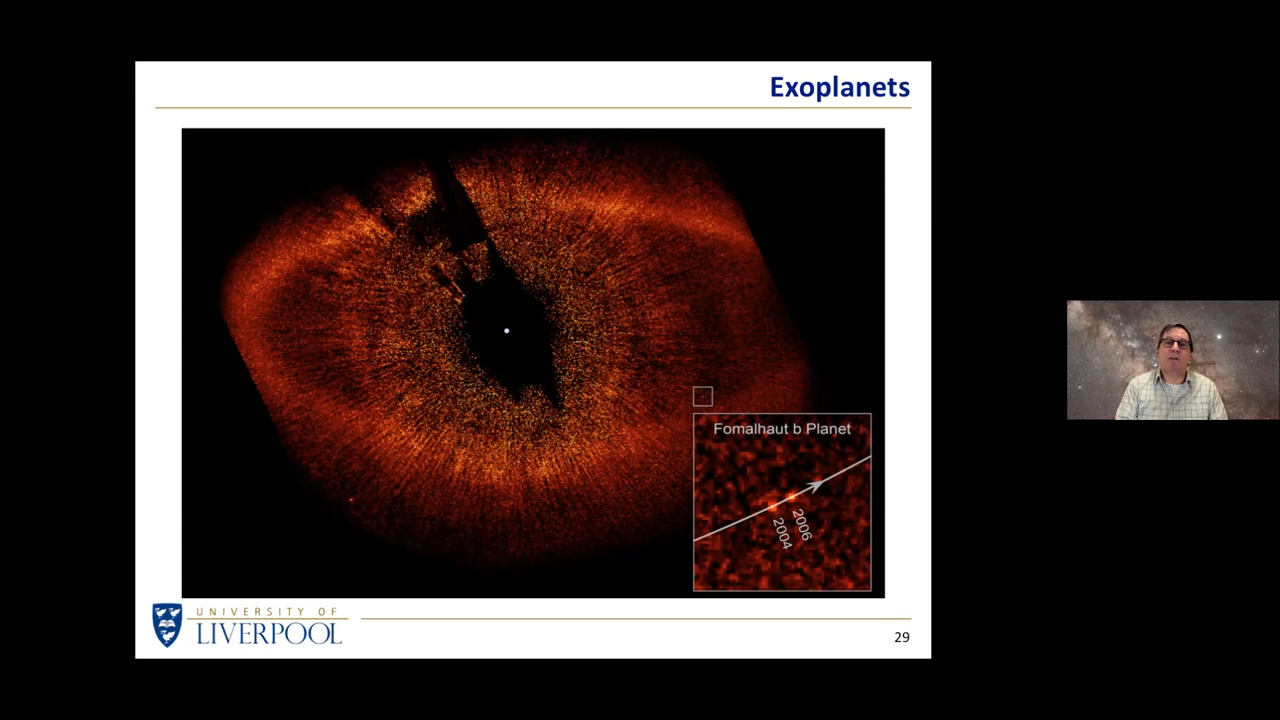 Exoplanets
Fomalhaut b Planet
2006
2004
UNIVERSITY OF
LIVERPOOL
29